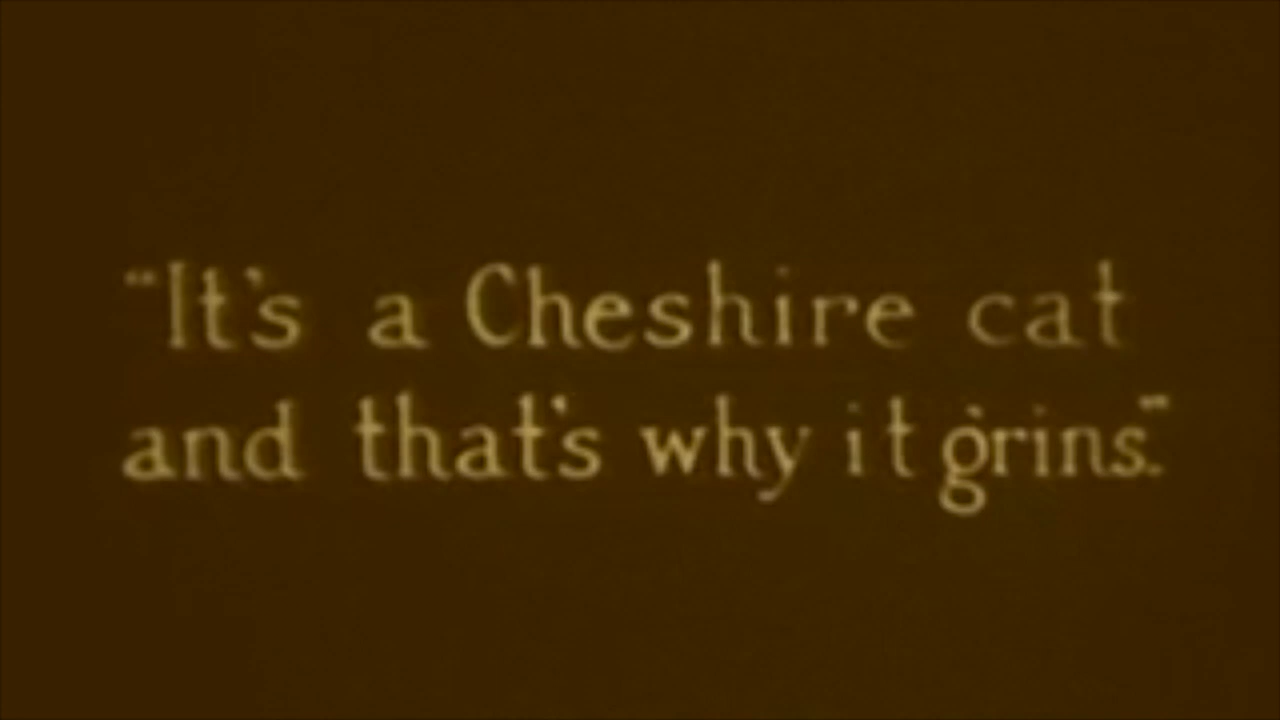 “It's a Cheshire cat
and that's why it grins.”